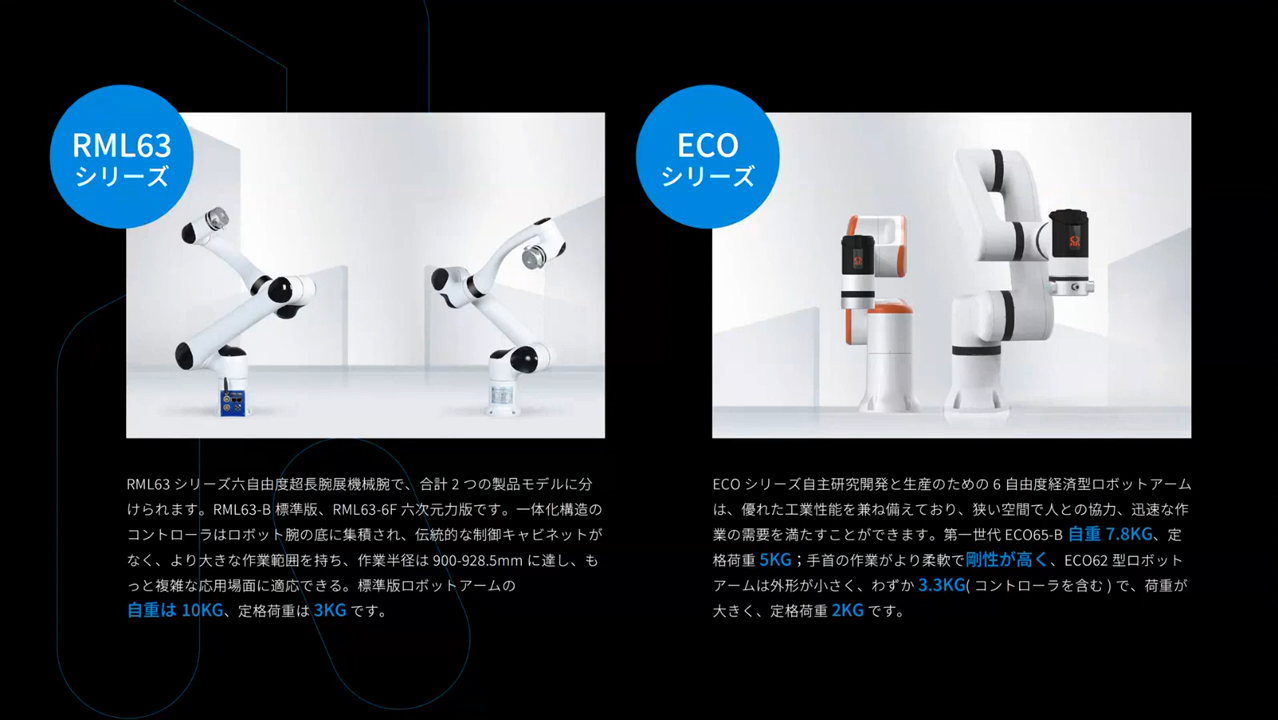 RML63
シリーズ
RML63 シリーズ六自由度超長腕展機械腕で、合計 2 つの製品モデルに分
けられます。RML63-B 標準版、RML63-6F 六次元力版です。一体化構造の
コントローラはロボット腕の底に集積され、伝統的な制御キャビネットが
なく、より大きな作業範囲を持ち、作業半径は 900-928.5mm に達し、も
っと複雑な応用場面に適応できる。標準版ロボットアームの
自重は 10KG、定格荷重は 3KG です。
ECO
シリーズ
ECO シリーズ自主研究開発と生産のための 6 自由度経済型ロボットアーム
は、優れた工業性能を兼ね備えており、狭い空間で人との協力、迅速な作
業の需要を満たすことができます。第一世代 ECO65-B 自重 7.8KG、定
格荷重 5KG；手首の作業がより柔軟で剛性が高く、ECO62 型ロボット
アームは外形が小さく、わずか 3.3KG( コントローラを含む ) で、荷重が
大きく、定格荷重 2KG です。